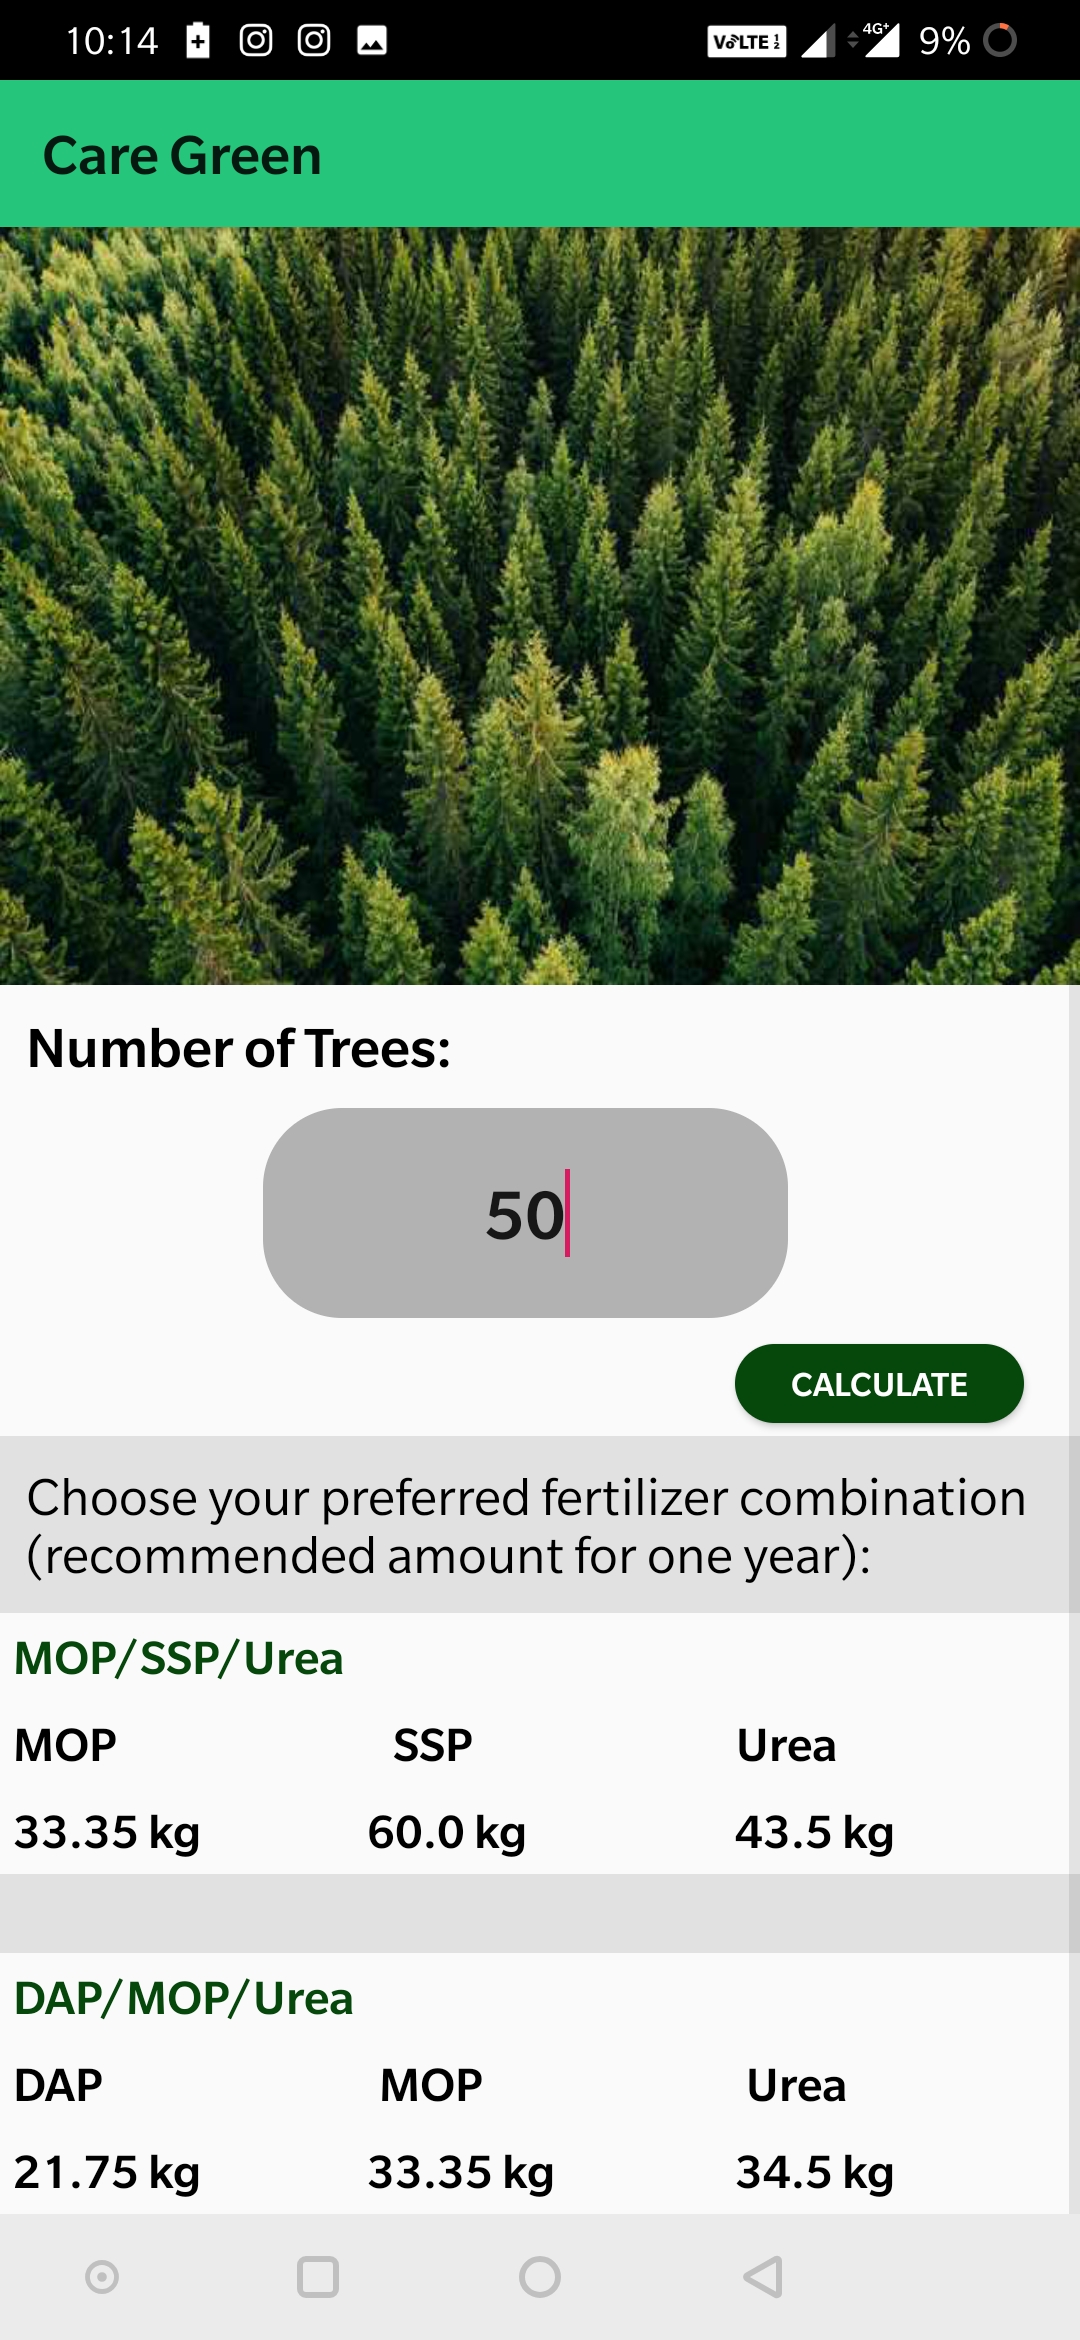 10:14
VoLTE 1 2
4G+
9%
Care Green
Number of Trees:
50
CALCULATE
Choose your preferred fertilizer combination
(recommended amount for one year):
MOP/SSP/Urea
MOP SSP Urea
33.35 kg 60.0 kg 43.5 kg
DAP/MOP/Urea
DAP MOP Urea
21.75 kg 33.35 kg 34.5 kg